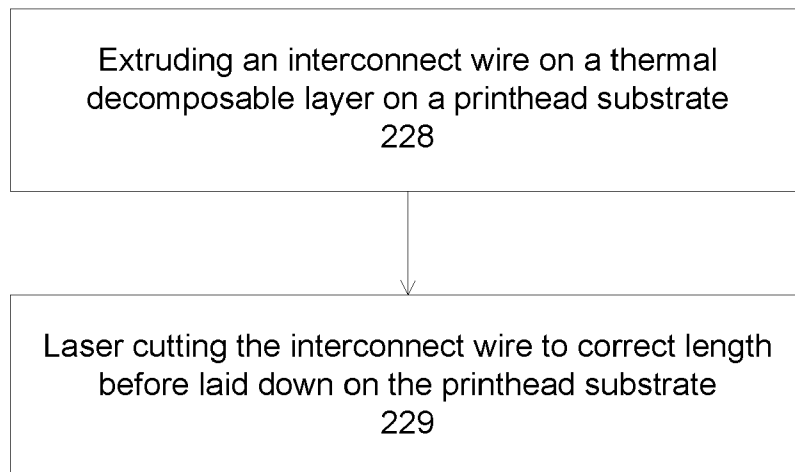 Extruding an interconnect wire on a thermal
decomposable layer on a printhead substrate
228
Laser cutting the interconnect wire to correct length
before laid down on the printhead substrate
229